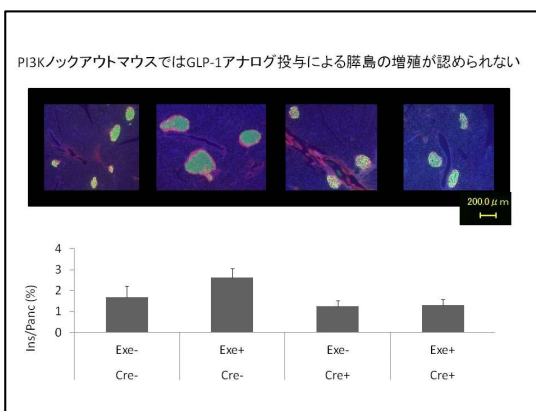 PI3KノックアウトマウスではGLP-1アナログ投与による膵島の増殖が認められない
200.0 μm
4
3
2
1
0
Ins/Panc (%)
Exe- Exe+ Exe- Exe+
Cre- Cre- Cre+ Cre+